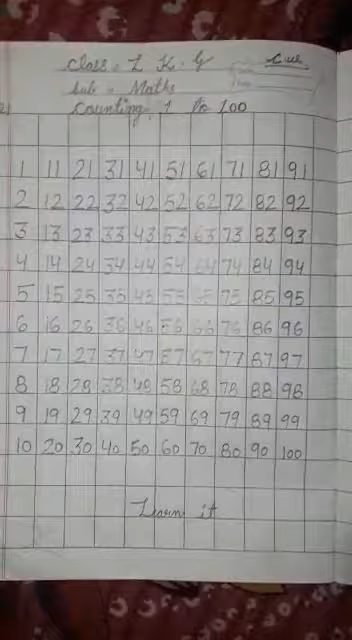 Class - L K. G C.W.
Sub - Maths
Counting 1 to 100
1 11 21 31 41 51 61 71 81 91
2 12 22 32 42 52 62 72 82 92
3 13 23 33 43 53 63 73 83 93
4 14 24 34 44 54 64 74 84 94
5 15 25 35 45 55 65 75 85 95
6 16 26 36 46 56 66 76 86 96
7 17 27 37 47 57 67 77 87 97
8 18 28 38 48 58 68 78 88 98
9 19 29 39 49 59 69 79 89 99
10 20 30 40 50 60 70 80 90 100
Learn it